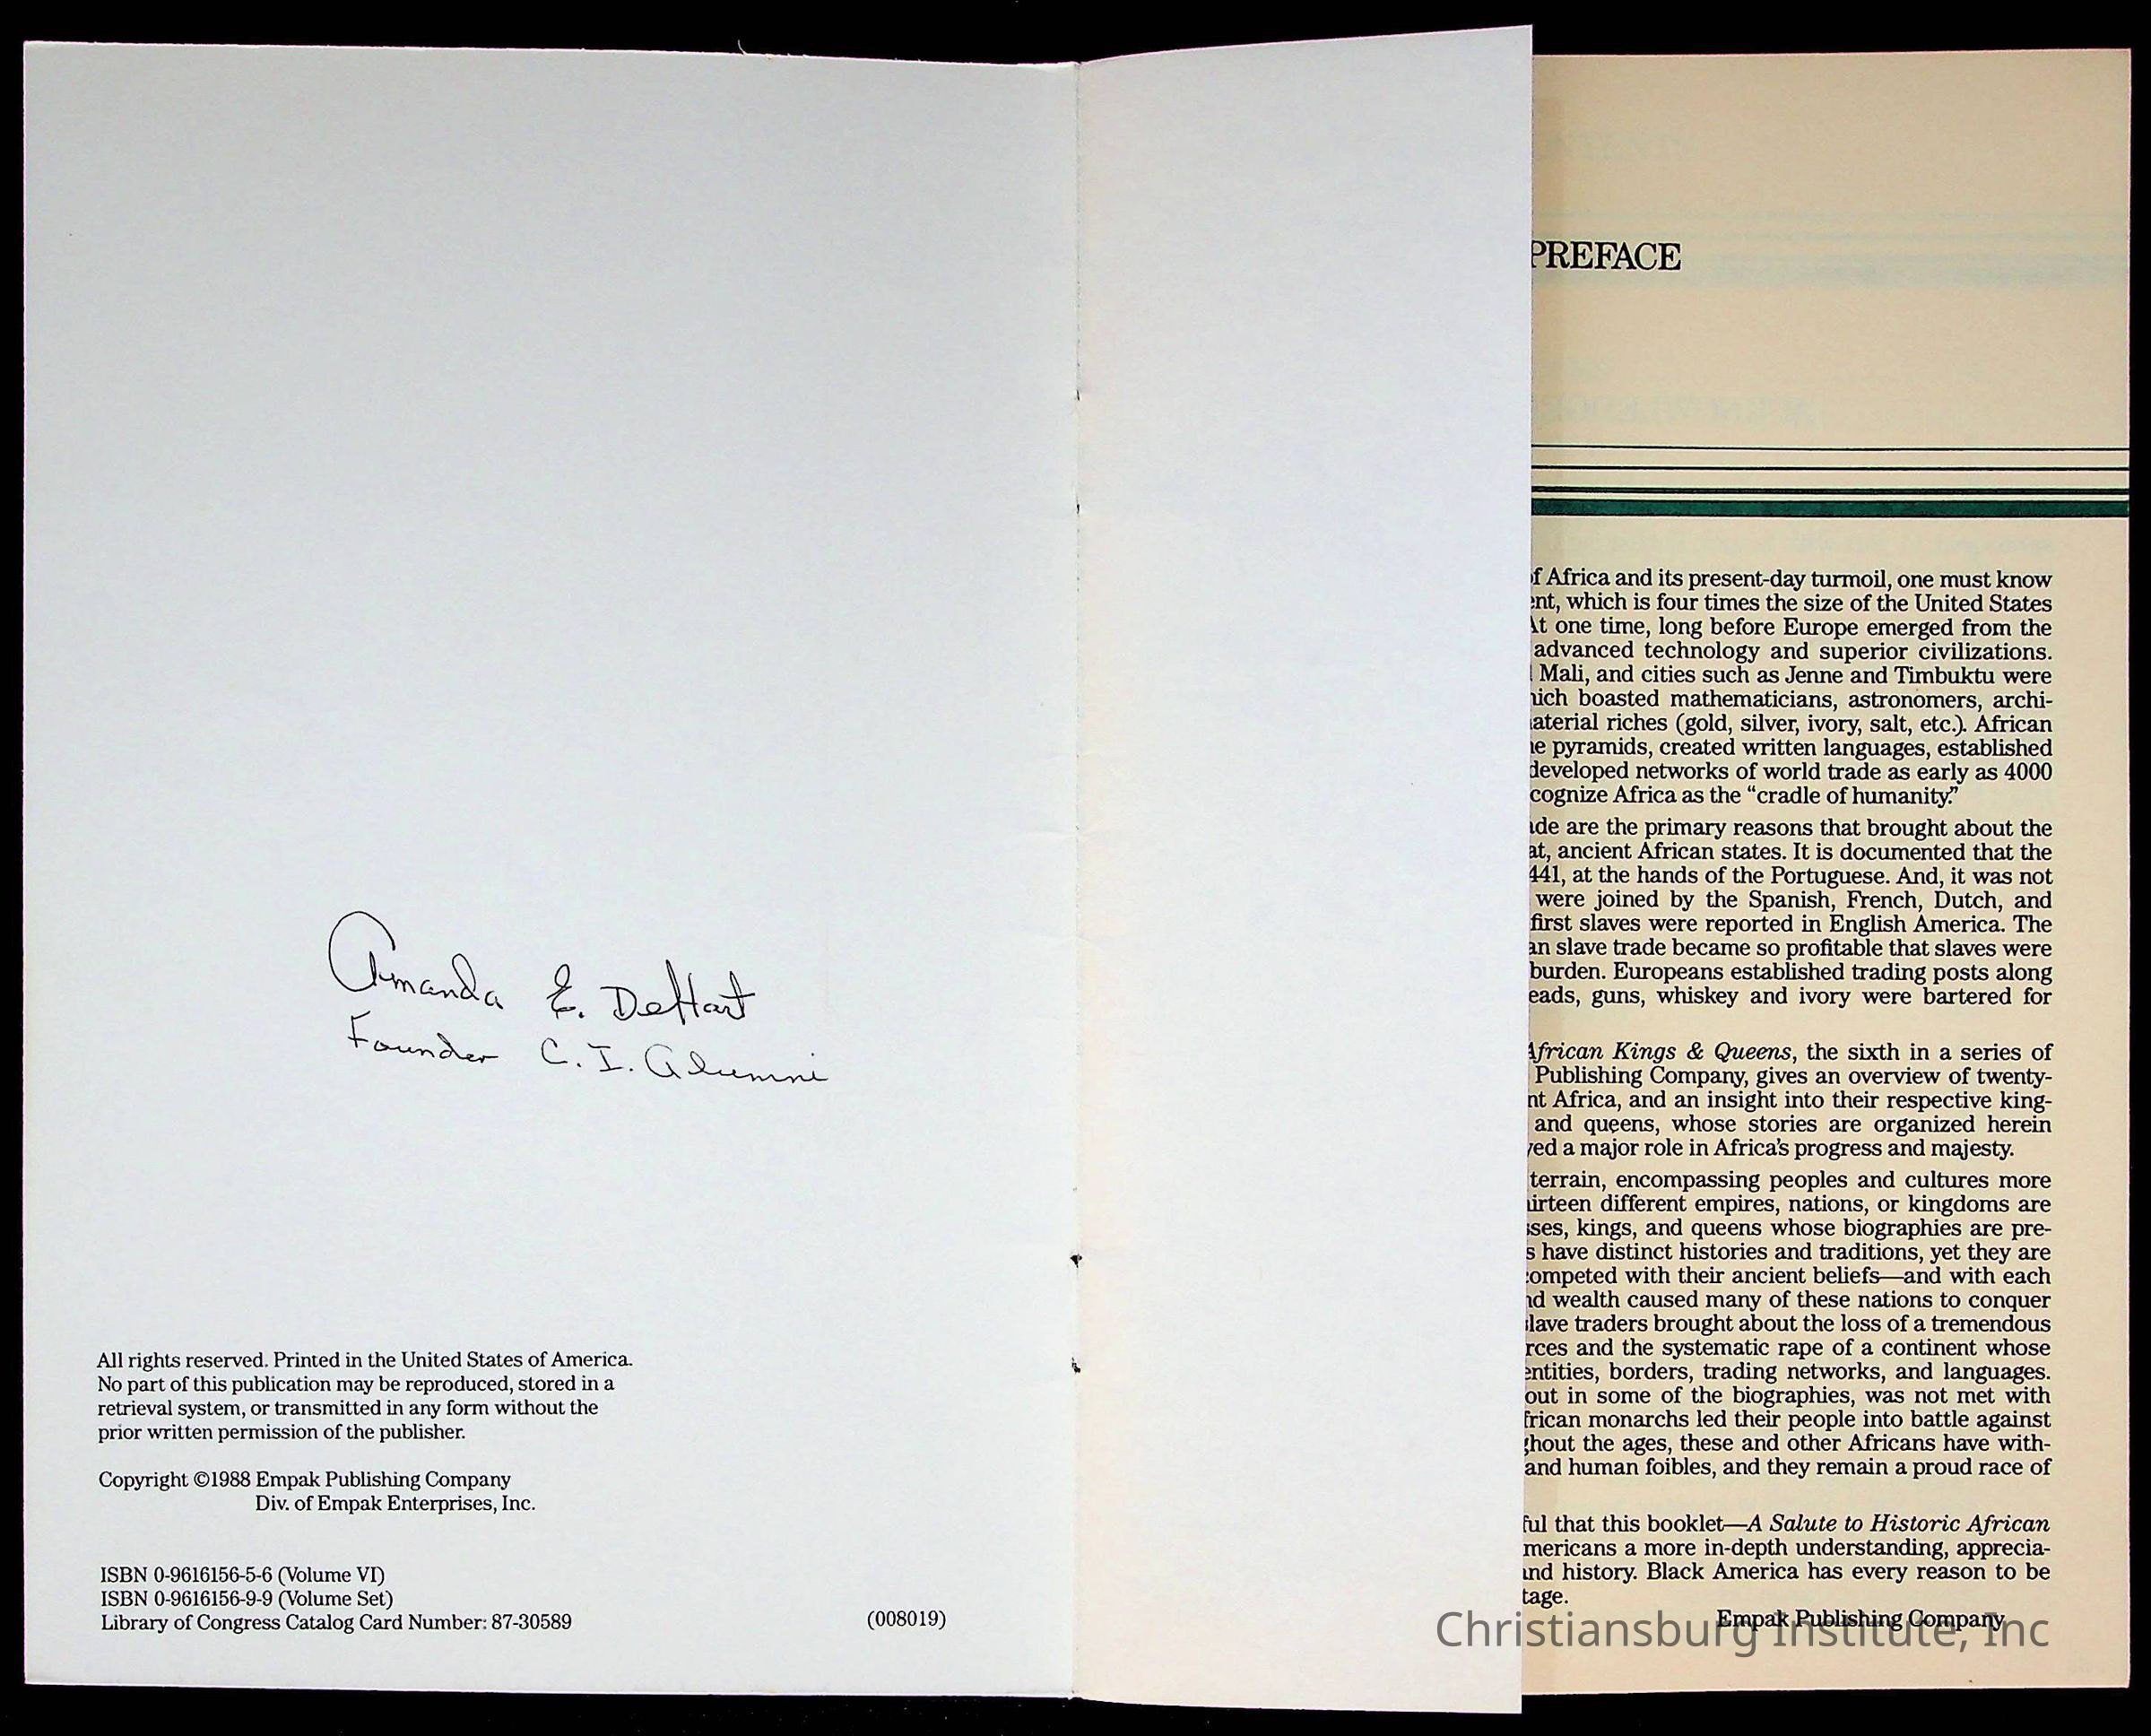 Amanda E. DeHart
Founder C. I. Alumni
All rights reserved. Printed in the United States of America.
No part of this publication may be reproduced, stored in a
retrieval system, or transmitted in any form without the
prior written permission of the publisher.
Copyright ©1988 Empak Publishing Company
Div. of Empak Enterprises, Inc.
ISBN 0-9616156-5-6 (Volume VI)
ISBN 0-9616156-9-9 (Volume Set)
Library of Congress Catalog Card Number: 87-30589
(008019)
PREFACE
of Africa and its present-day turmoil, one must know
ent, which is four times the size of the United States
At one time, long before Europe emerged from the
advanced technology and superior civilizations.
Mali, and cities such as Jenne and Timbuktu were
hich boasted mathematicians, astronomers, archi-
aterial riches (gold, silver, ivory, salt, etc.). African
he pyramids, created written languages, established
developed networks of world trade as early as 4000
cognize Africa as the “cradle of humanity.”
ade are the primary reasons that brought about the
at, ancient African states. It is documented that the
441, at the hands of the Portuguese. And, it was not
were joined by the Spanish, French, Dutch, and
first slaves were reported in English America. The
an slave trade became so profitable that slaves were
burden. Europeans established trading posts along
eads, guns, whiskey and ivory were bartered for
African Kings & Queens, the sixth in a series of
Publishing Company, gives an overview of twenty-
nt Africa, and an insight into their respective king-
and queens, whose stories are organized herein
yed a major role in Africa's progress and majesty.
terrain, encompassing peoples and cultures more
irteen different empires, nations, or kingdoms are
sses, kings, and queens whose biographies are pre-
s have distinct histories and traditions, yet they are
competed with their ancient beliefs—and with each
nd wealth caused many of these nations to conquer
slave traders brought about the loss of a tremendous
rces and the systematic rape of a continent whose
entities, borders, trading networks, and languages.
out in some of the biographies, was not met with
frican monarchs led their people into battle against
ghout the ages, these and other Africans have with-
and human foibles, and they remain a proud race of
ful that this booklet—A Salute to Historic African
mericans a more in-depth understanding, apprecia-
and history. Black America has every reason to be
tage.
Empak Publishing Company
Christiansburg Institute, Inc